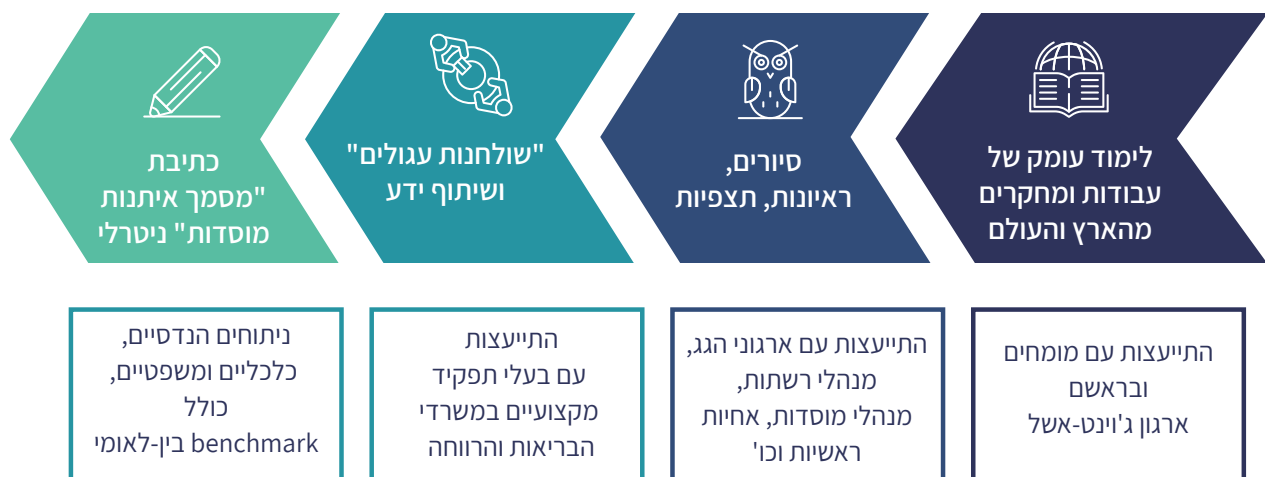 לימוד עומק של
עבודות ומחקרים
מהארץ והעולם
סיורים,
ראיונות, תצפיות
"שולחנות עגולים"
ושיתוף ידע
כתיבת
"מסמך איתנות
מוסדות" ניטרלי
התייעצות עם מומחים
ובראשם
ארגון ג'וינט-אשל
התייעצות עם ארגוני הגג,
מנהלי רשתות,
מנהלי מוסדות, אחיות
ראשיות וכו'
התייעצות
עם בעלי תפקיד
מקצועיים במשרדי
הבריאות והרווחה
ניתוחים הנדסיים,
כלכליים ומשפטיים,
כולל
benchmark בין-לאומי